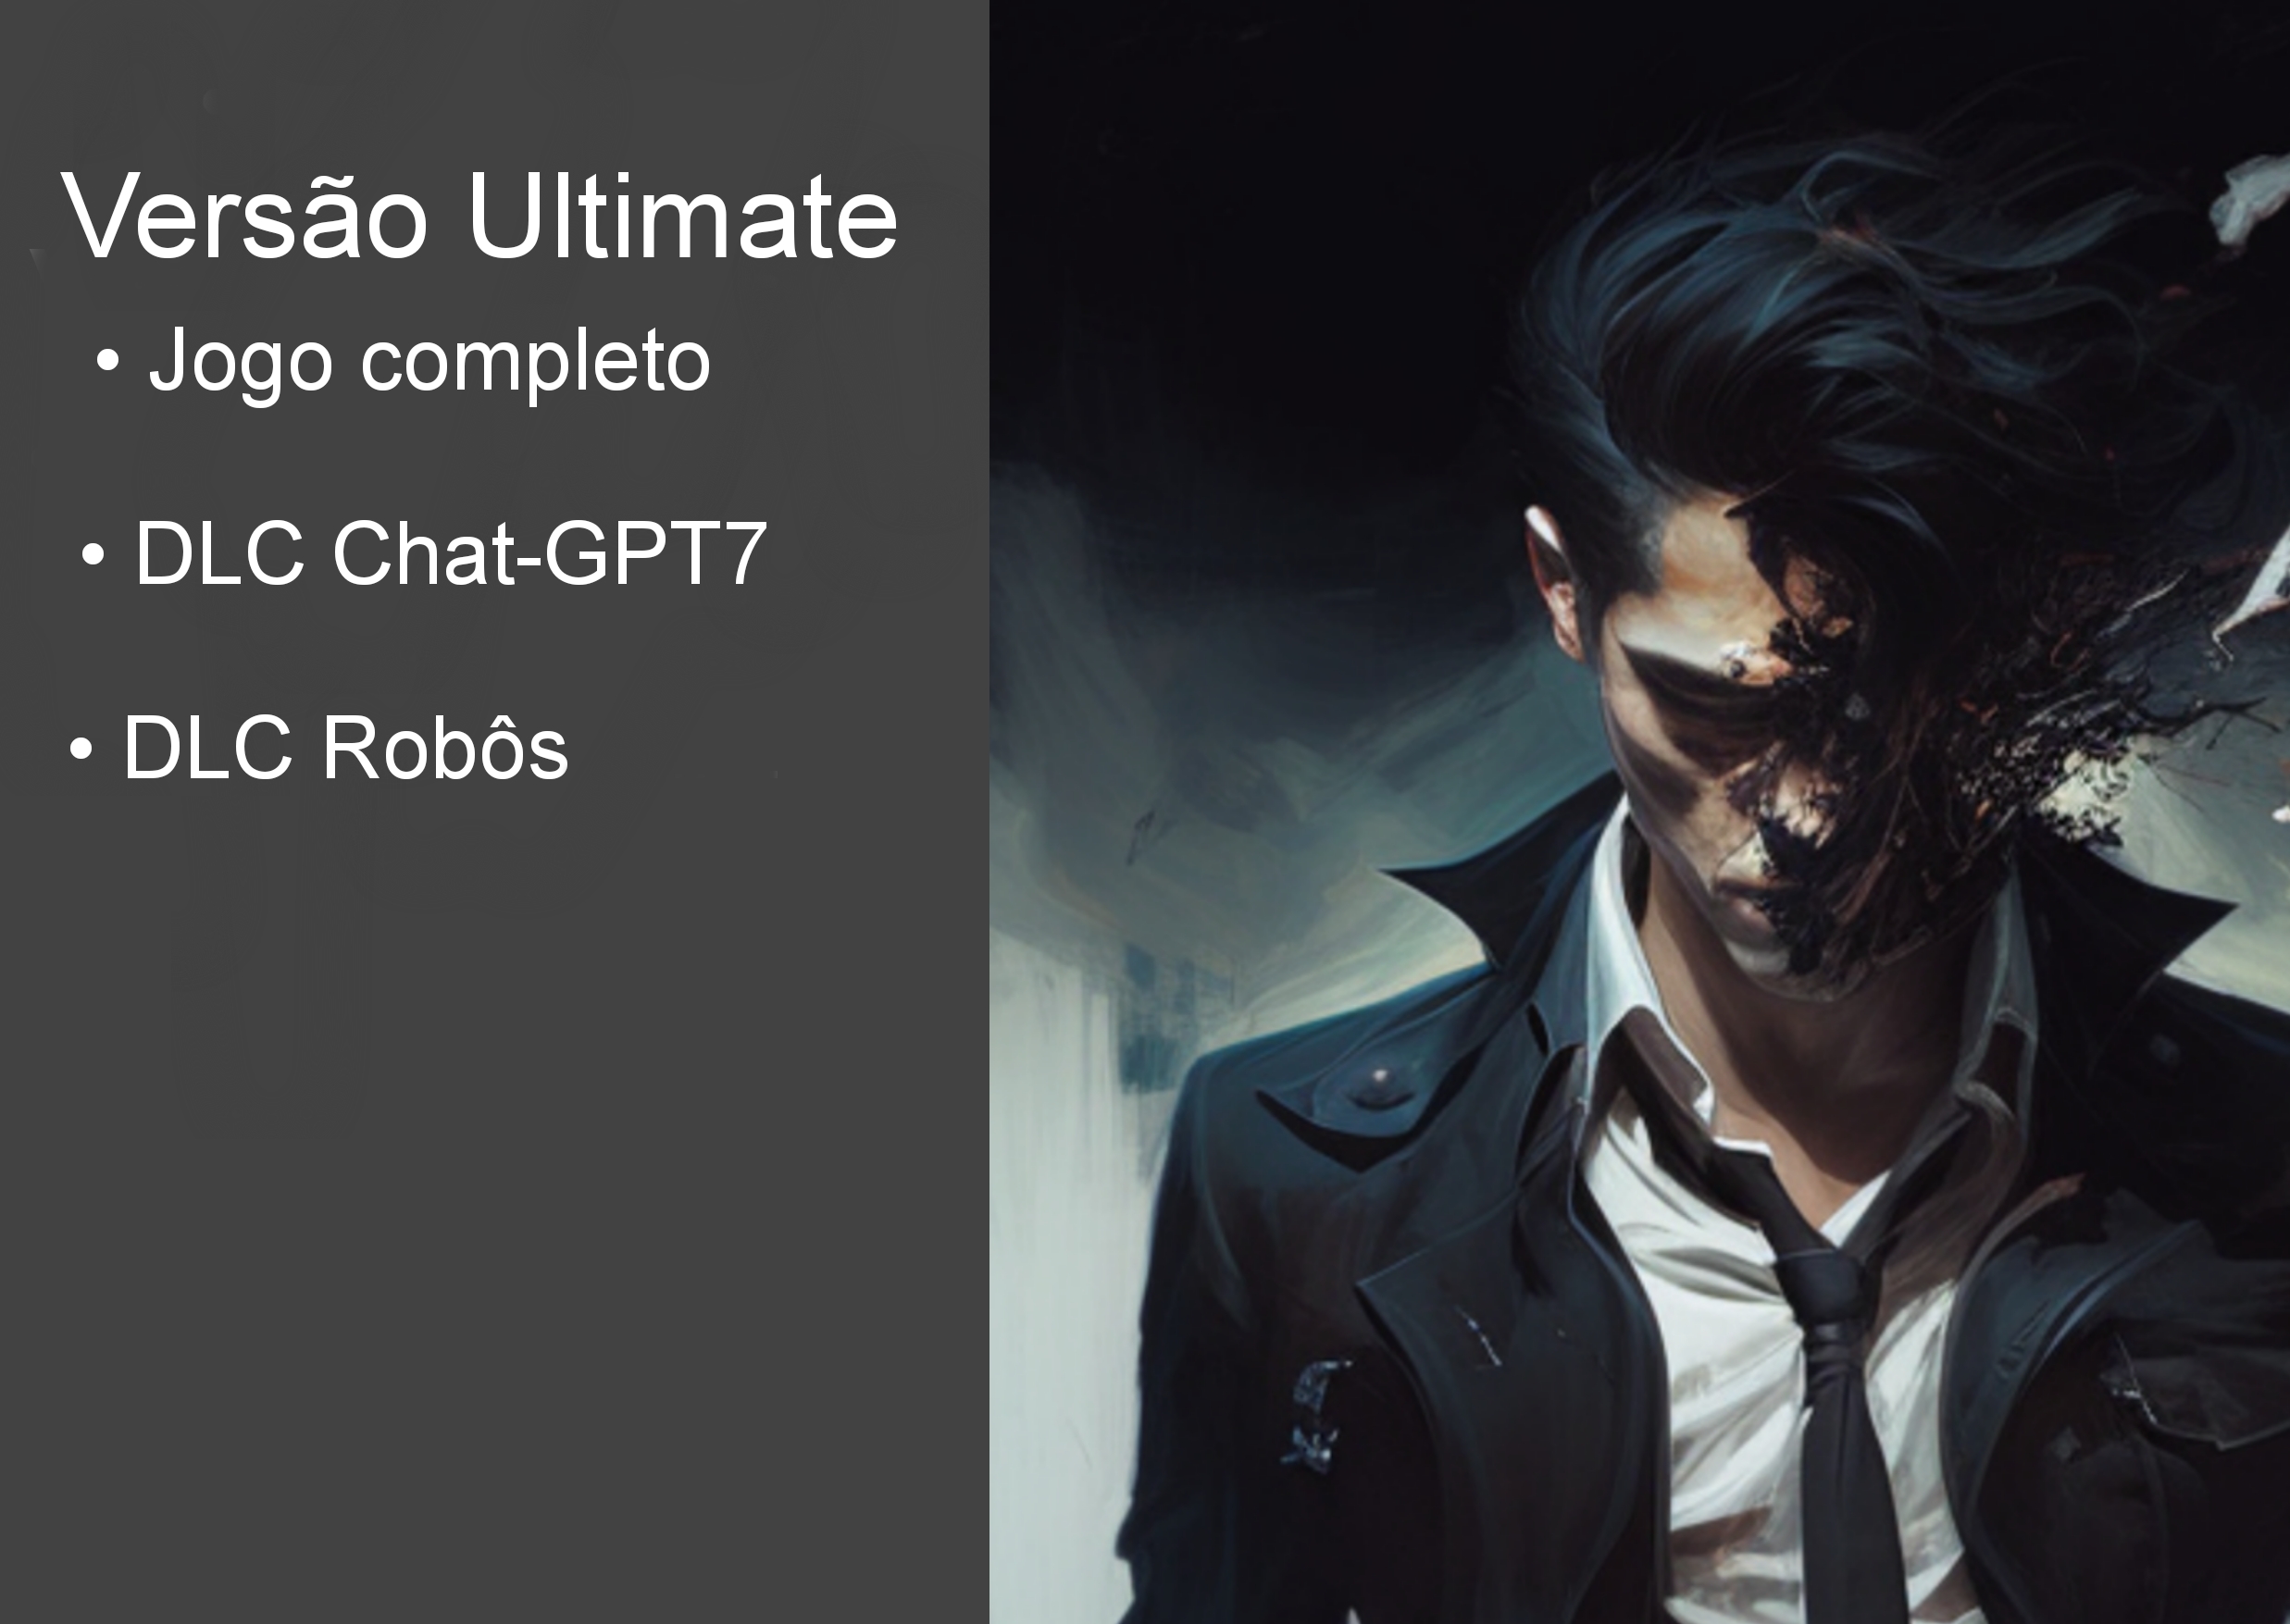 Versão Ultimate
• Jogo completo
• DLC Chat-GPT7
• DLC Robôs